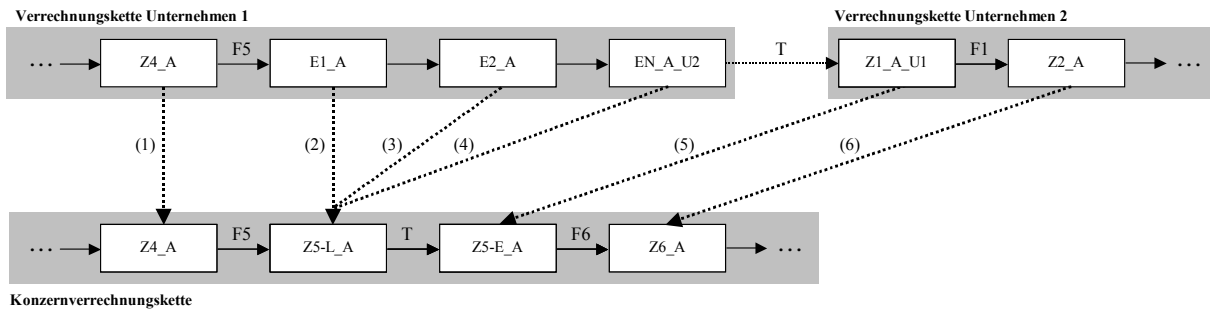 Verrechnungskette Unternehmen 1 Verrechnungskette Unternehmen 2
… Z4_A F5 E1_A E2_A EN_A_U2 T Z1_A_U1 F1 Z2_A …
(1) (2) (3) (4) (5) (6)
… Z4_A F5 Z5-L_A T Z5-E_A F6 Z6_A …
Konzernverrechnungskette